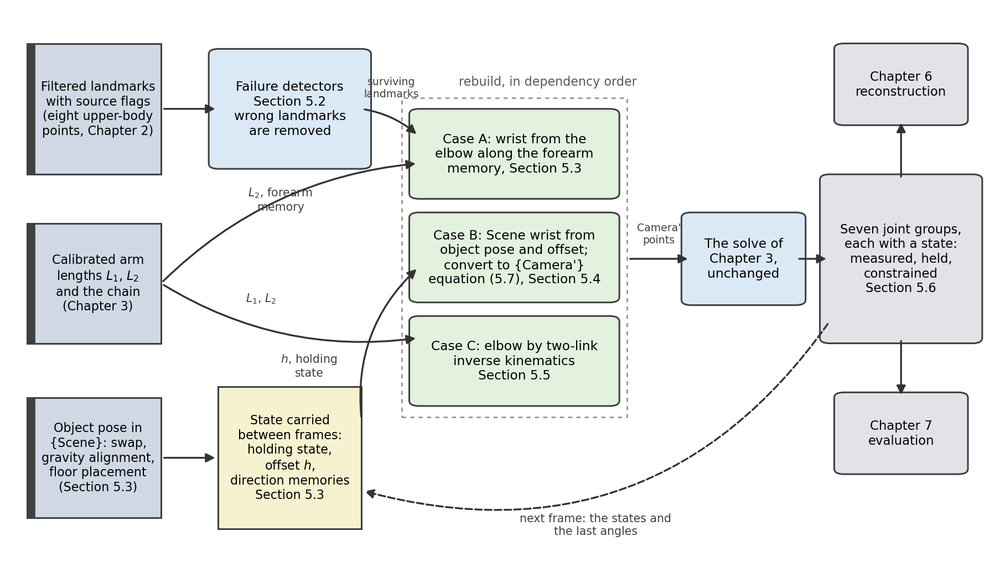 Filtered landmarks
with source flags
(eight upper-body
points, Chapter 2)
Failure detectors
Section 5.2
wrong landmarks
are removed
surviving
landmarks
rebuild, in dependency order
Case A: wrist from the
elbow along the forearm
memory, Section 5.3
Chapter 6
reconstruction
L₂, forearm
memory
Calibrated arm
lengths L₁, L₂
and the chain
(Chapter 3)
L₁, L₂
Case B: Scene wrist from
object pose and offset;
convert to {Camera'}
equation (5.7), Section 5.4
Camera'
points
The solve of
Chapter 3,
unchanged
Seven joint groups,
each with a state:
measured, held,
constrained
Section 5.6
Case C: elbow by two-link
inverse kinematics
Section 5.5
h, holding
state
Object pose in
{Scene}: swap,
gravity alignment,
floor placement
(Section 5.3)
State carried
between frames:
holding state,
offset h,
direction memories
Section 5.3
Chapter 7
evaluation
next frame: the states and
the last angles